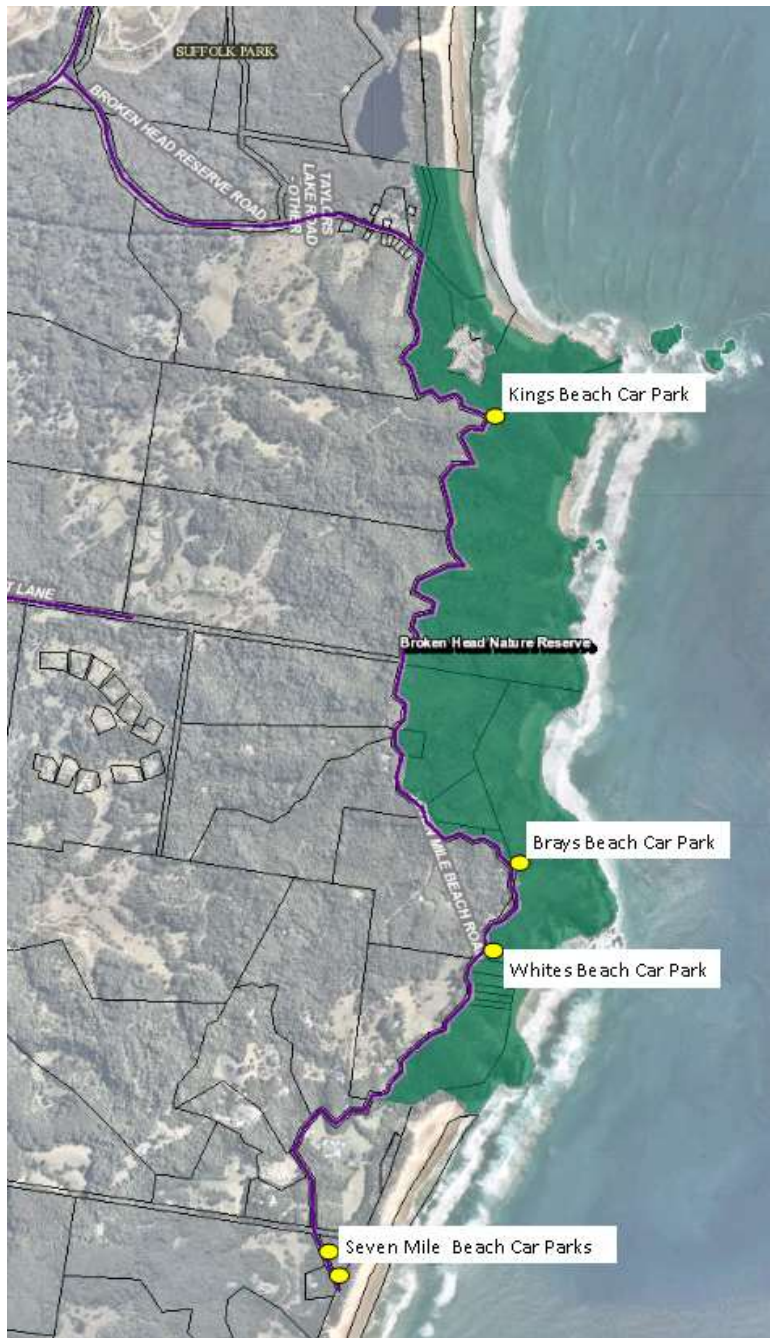 SUFFOLK PARK
BROKEN HEAD RESERVE ROAD
TAYLORS
LAKE ROAD
- OTHER
Kings Beach Car Park
T LANE
Broken Head Nature Reserve
Brays Beach Car Park
MILE BEACH ROA
Whites Beach Car Park
Seven Mile Beach Car Parks